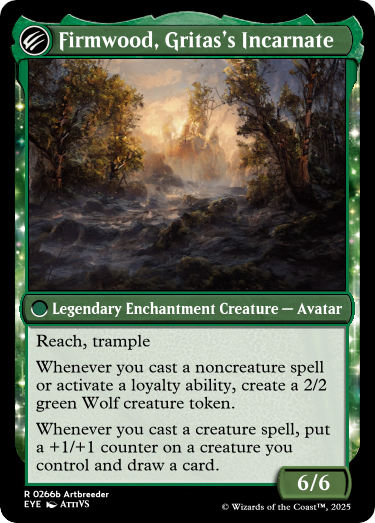 Firmwood, Gritas's Incarnate
Legendary Enchantment Creature — Avatar
Reach, trample
Whenever you cast a noncreature spell
or activate a loyalty ability, create a 2/2
green Wolf creature token.
Whenever you cast a creature spell, put
a +1/+1 counter on a creature you
control and draw a card.
6/6
R 0266b Artbreeder
EYE AttiVS
© Wizards of the Coast™, 2025